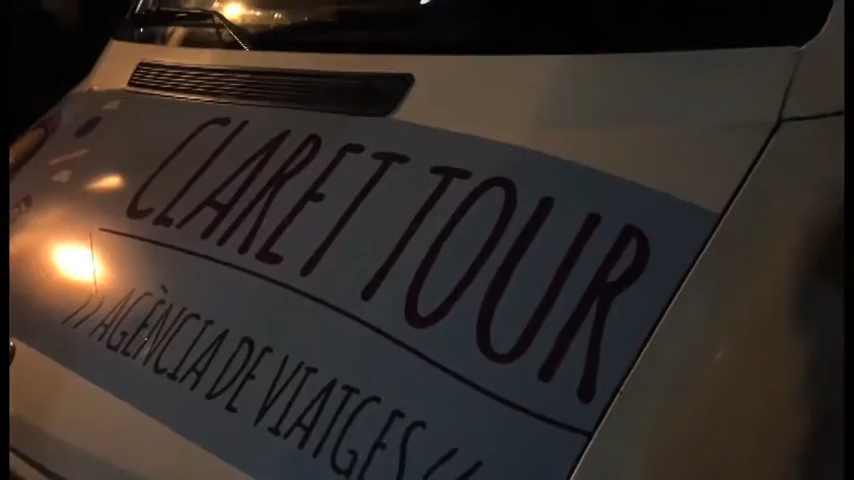 CLARET TOUR
// AGÈNCIA DE VIATGES //